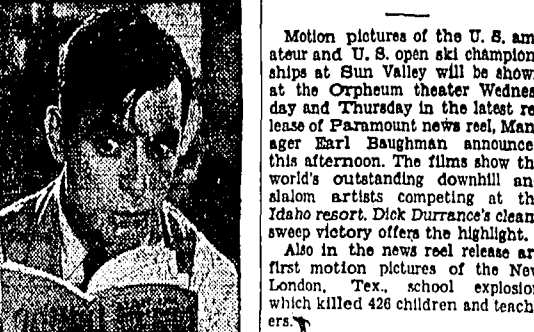 Motion pictures of the U. S. am
ateur and U. S. open ski champion
ships at Sun Valley will be show
at the Orpheum theater Wednes
day and Thursday in the latest re
lease of Paramount news reel, Man
ager Earl Baughman announce
this afternoon. The films show th
world's outstanding downhill an
slalom artists competing at th
Idaho resort. Dick Durrance's clean
sweep victory offers the highlight.
Also in the news reel release ar
first motion pictures of the New
London, Tex., school explosion
which killed 426 children and teach
ers.